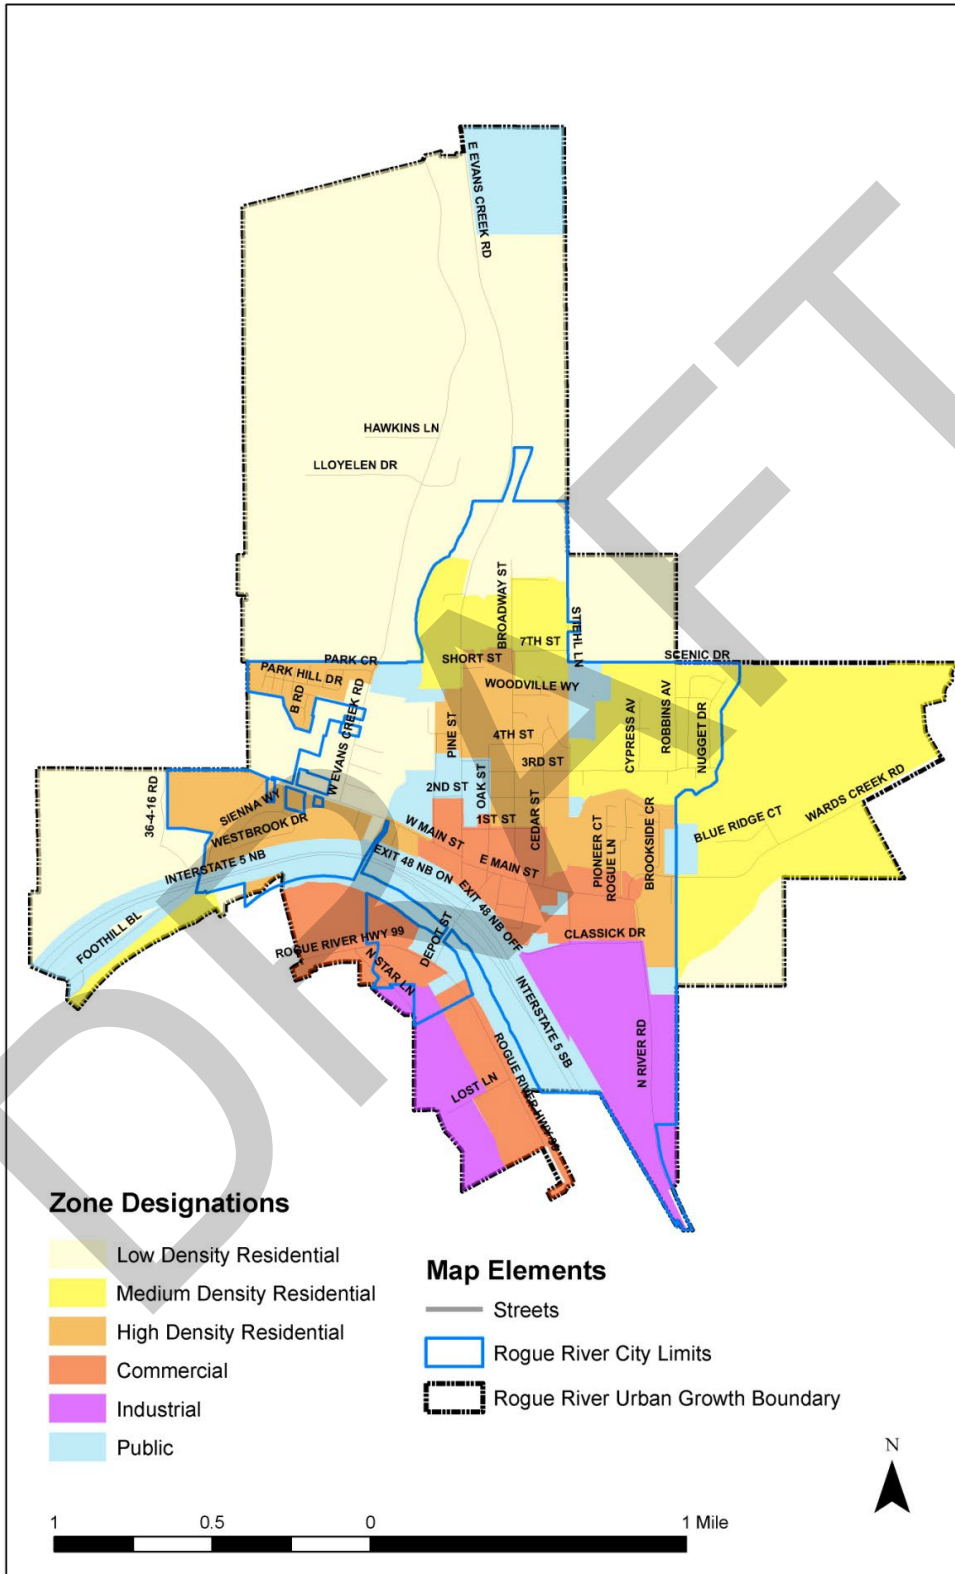 E EVANS CREEK RD
HAWKINS LN
LLOYELEN DR
BROADWAY ST
STIEHL LN
7TH ST
SHORT ST
SCENIC DR
PARK CR
PARK HILL DR
B RD
W EVANS CREEK RD
WOODVILLE WY
CYPRESS AV
ROBBINS AV
NUGGET DR
PINE ST
4TH ST
3RD ST
2ND ST
OAK ST
1ST ST
CEDAR ST
36-4-16 RD
SIENNA WY
WESTBROOK DR
W MAIN ST
E MAIN ST
PIONEER CT
ROGUE LN
BROOKSIDE CR
BLUE RIDGE CT
WARDS CREEK RD
INTERSTATE 5 NB
EXIT 48 NB ON
EXIT 48 NB OFF
FOOTHILL BL
ROGUE RIVER HWY 99
N STAR LN
DEPOT ST
CLASSICK DR
INTERSTATE 5 SB
N RIVER RD
LOST LN
ROGUE RIVER HWY 99
DRAFT
Zone Designations
Low Density Residential
Medium Density Residential
High Density Residential
Commercial
Industrial
Public
Map Elements
Streets
Rogue River City Limits
Rogue River Urban Growth Boundary
N
1 0.5 0 1 Mile